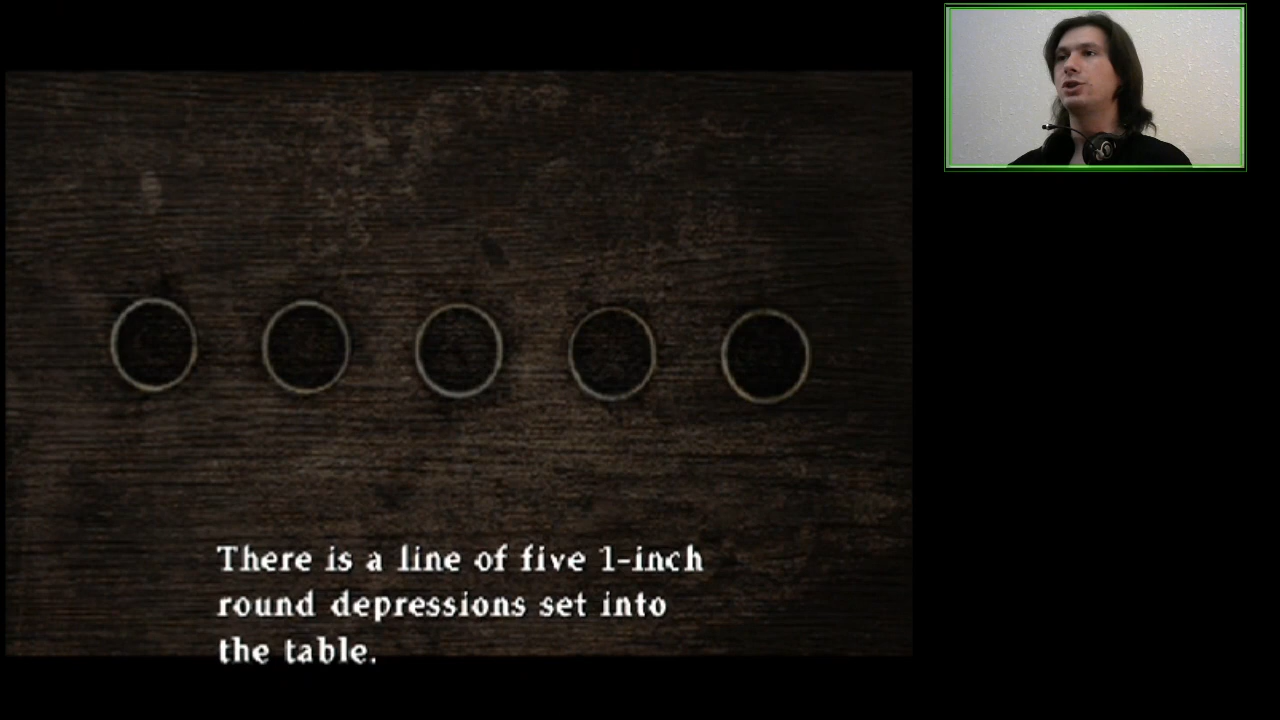 There is a line of five 1-inch
round depressions set into
the table.